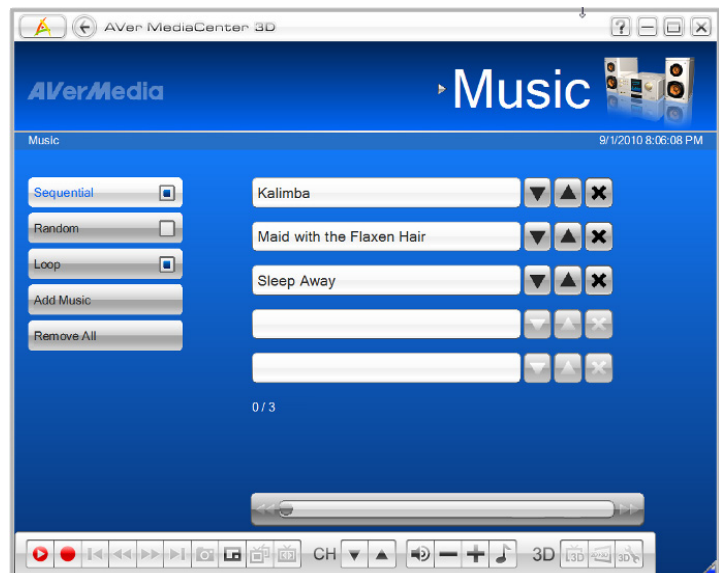 AVer MediaCenter 3D
?
AVerMedia
Music
Music
9/1/2010 8:06:08 PM
Sequential
Random
Loop
Add Music
Remove All
Kalimba
Maid with the Flaxen Hair
Sleep Away
0 / 3
CH
3D